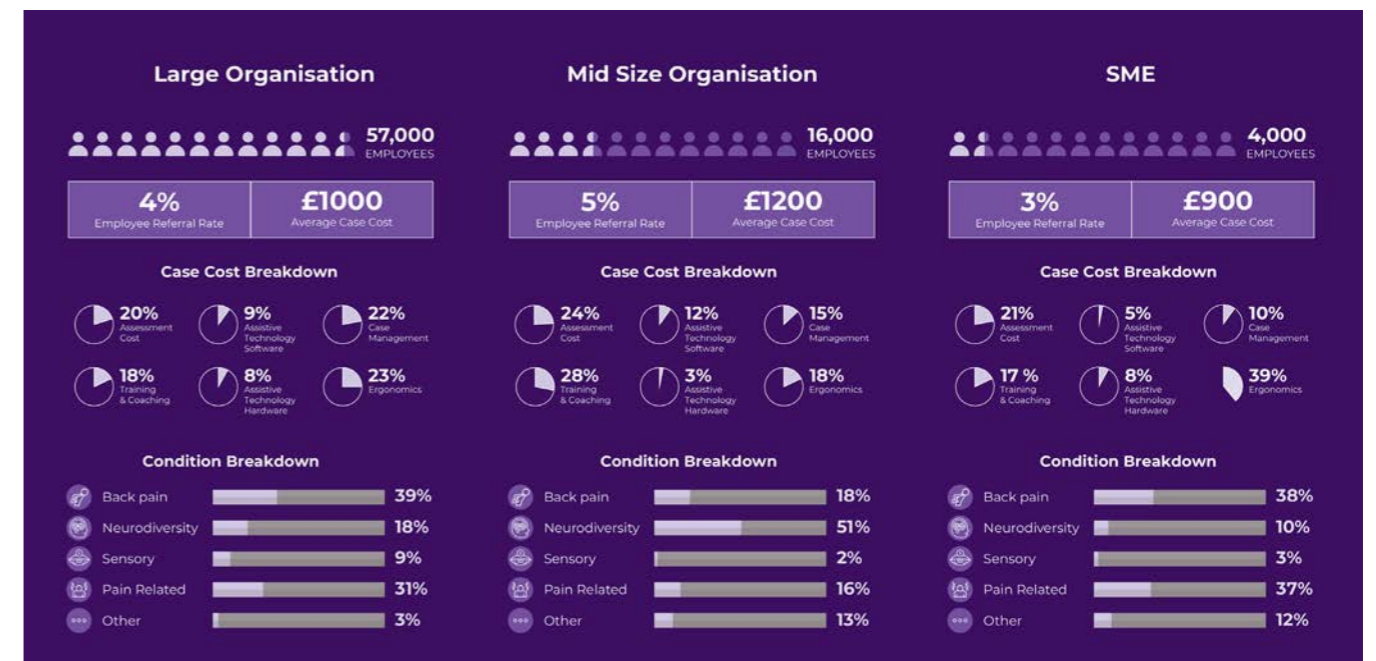 Large Organisation
57,000
EMPLOYEES
4%
Employee Referral Rate
£1000
Average Case Cost
Case Cost Breakdown
20%
Assessment
Cost
9%
Assistive
Technology
Software
22%
Case
Management
18%
Training
& Coaching
8%
Assistive
Technology
Hardware
23%
Ergonomics
Condition Breakdown
Back pain 39%
Neurodiversity 18%
Sensory 9%
Pain Related 31%
Other 3%
Mid Size Organisation
16,000
EMPLOYEES
5%
Employee Referral Rate
£1200
Average Case Cost
Case Cost Breakdown
24%
Assessment
Cost
12%
Assistive
Technology
Software
15%
Case
Management
28%
Training
& Coaching
3%
Assistive
Technology
Hardware
18%
Ergonomics
Condition Breakdown
Back pain 18%
Neurodiversity 51%
Sensory 2%
Pain Related 16%
Other 13%
SME
4,000
EMPLOYEES
3%
Employee Referral Rate
£900
Average Case Cost
Case Cost Breakdown
21%
Assessment
Cost
5%
Assistive
Technology
Software
10%
Case
Management
17 %
Training
& Coaching
8%
Assistive
Technology
Hardware
39%
Ergonomics
Condition Breakdown
Back pain 38%
Neurodiversity 10%
Sensory 3%
Pain Related 37%
Other 12%